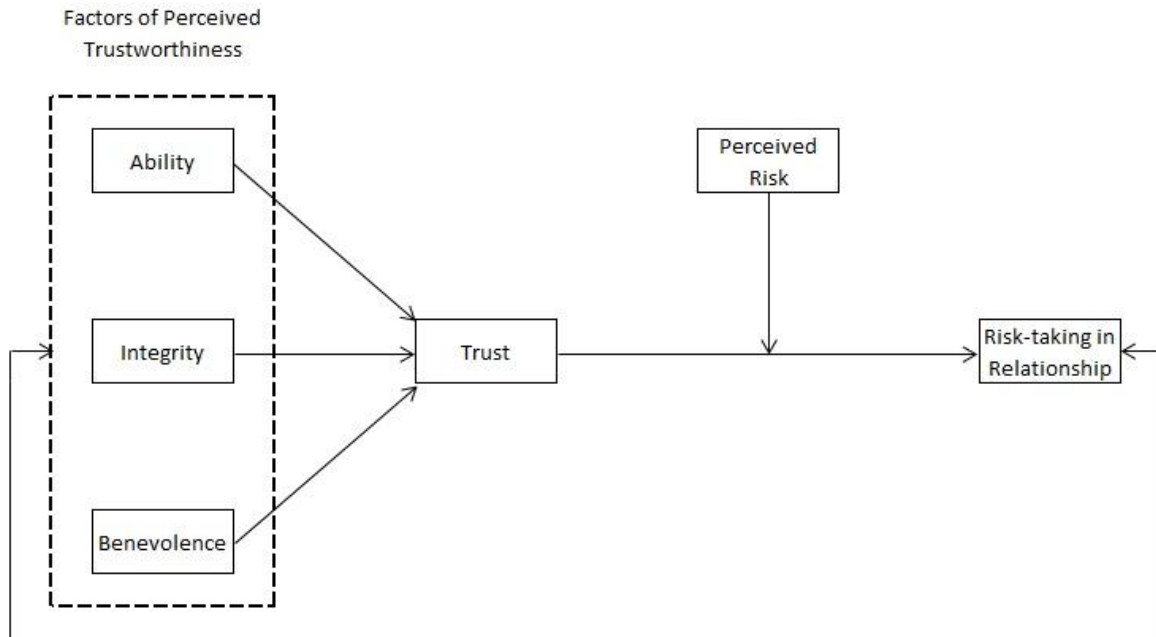 Factors of Perceived
Trustworthiness
Ability
Perceived
Risk
Integrity
Trust
Risk-taking in
Relationship
Benevolence